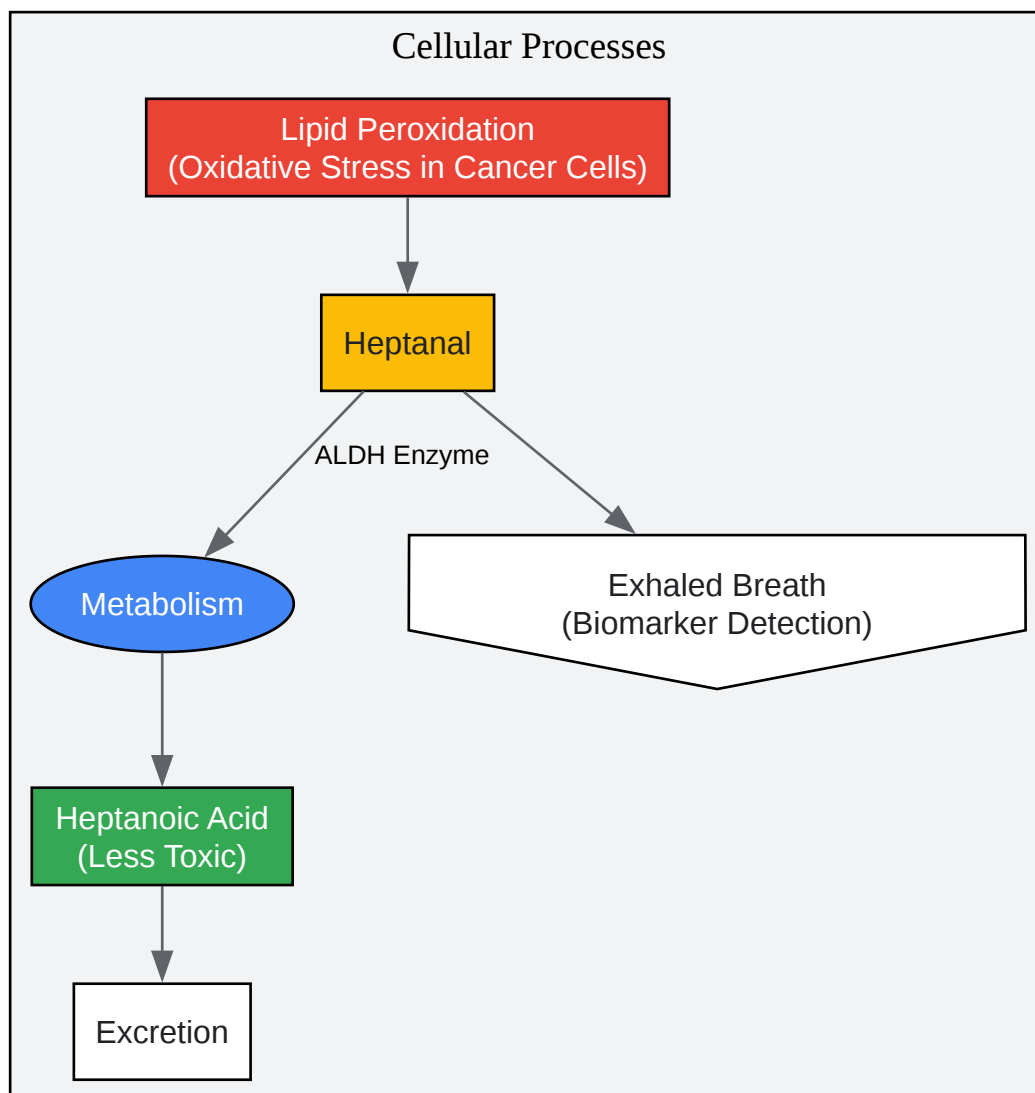 Cellular Processes
Lipid Peroxidation
(Oxidative Stress in Cancer Cells)
Heptanal
ALDH Enzyme
Metabolism
Exhaled Breath
(Biomarker Detection)
Heptanoic Acid
(Less Toxic)
Excretion